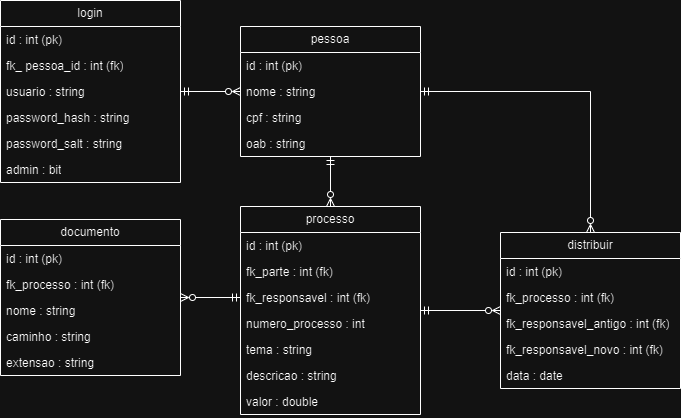 login
id : int (pk)
fk_ pessoa_id : int (fk)
usuario : string
password_hash : string
password_salt : string
admin : bit
pessoa
id : int (pk)
nome : string
cpf : string
oab : string
documento
id : int (pk)
fk_processo : int (fk)
nome : string
caminho : string
extensao : string
processo
id : int (pk)
fk_parte : int (fk)
fk_responsavel : int (fk)
numero_processo : int
tema : string
descricao : string
valor : double
distribuir
id : int (pk)
fk_processo : int (fk)
fk_responsavel_antigo : int (fk)
fk_responsavel_novo : int (fk)
data : date